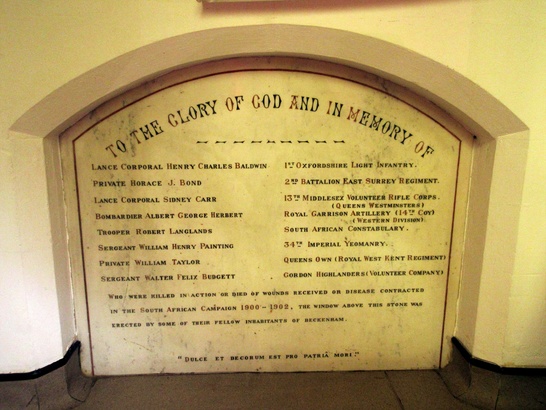 TO THE GLORY OF GOD AND IN MEMORY OF
LANCE CORPORAL HENRY CHARLES BALDWIN 1ST OXFORDSHIRE LIGHT INFANTRY.
PRIVATE HORACE J. BOND 2ND BATTALION EAST SURREY REGIMENT.
LANCE CORPORAL SIDNEY CARR 13TH MIDDLESEX VOLUNTEER RIFLE CORPS.
(QUEENS WESTMINSTERS)
BOMBARDIER ALBERT GEORGE HERBERT ROYAL GARRISON ARTILLERY (14TH COY)
(WESTERN DIVISION)
TROOPER ROBERT LANGLANDS SOUTH AFRICAN CONSTABULARY.
SERGEANT WILLIAM HENRY PAINTING 34TH IMPERIAL YEOMANRY.
PRIVATE WILLIAM TAYLOR QUEENS OWN (ROYAL WEST KENT REGIMENT)
SERGEANT WALTER FELIZ BUDGETT GORDON HIGHLANDERS (VOLUNTEER COMPANY)
WHO WERE KILLED IN ACTION OR DIED OF WOUNDS RECEIVED OR DISEASE CONTRACTED
IN THE SOUTH AFRICAN CAMPAIGN 1900-1902, THE WINDOW ABOVE THIS STONE WAS
ERECTED BY SOME OF THEIR FELLOW INHABITANTS OF BECKENHAM.
"DULCE ET DECORUM EST PRO PATRIA MORI."